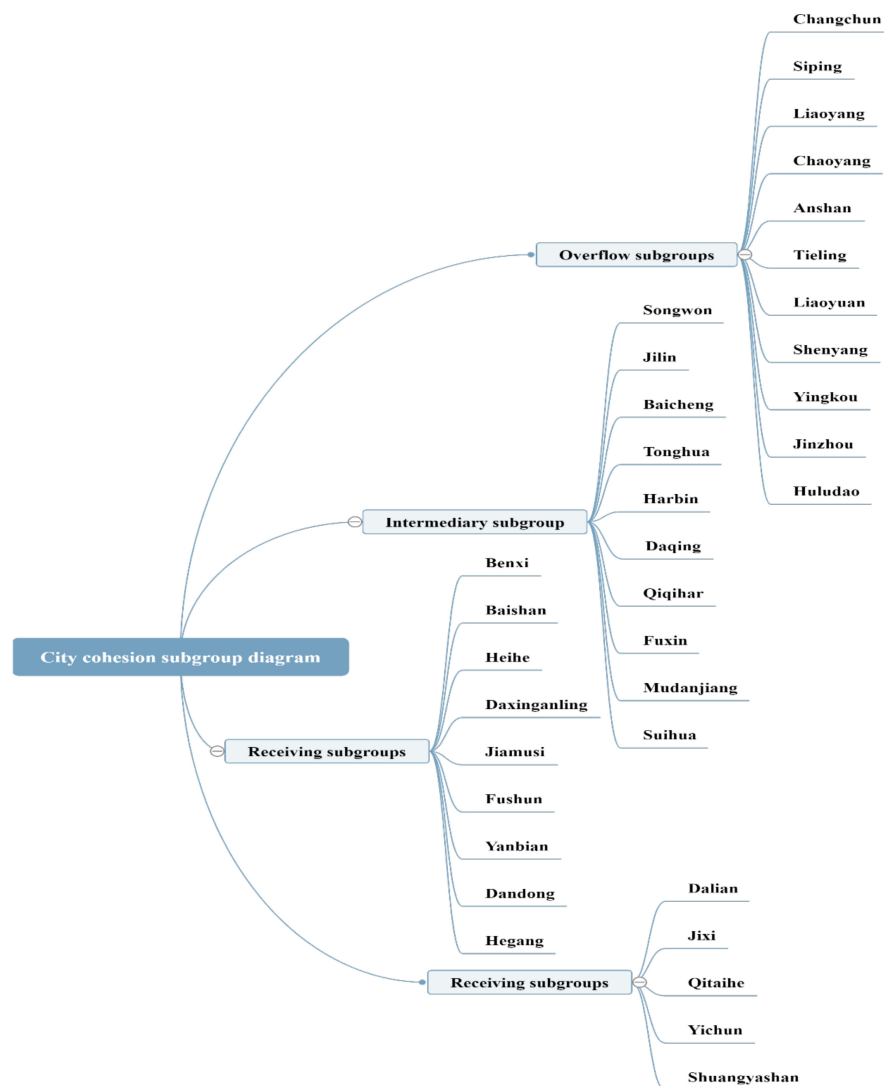 Changchun
Siping
Liaoyang
Chaoyang
Anshan
Overflow subgroups
Tieling
Liaoyuan
Shenyang
Yingkou
Jinzhou
Huludao
Songwon
Jilin
Baicheng
Tonghua
Harbin
Intermediary subgroup
Daqing
Qiqihar
Fuxin
Mudanjiang
Suihua
City cohesion subgroup diagram
Benxi
Baishan
Heihe
Daxinganling
Receiving subgroups
Jiamusi
Fushun
Yanbian
Dandong
Hegang
Dalian
Jixi
Receiving subgroups
Qitaihe
Yichun
Shuangyashan